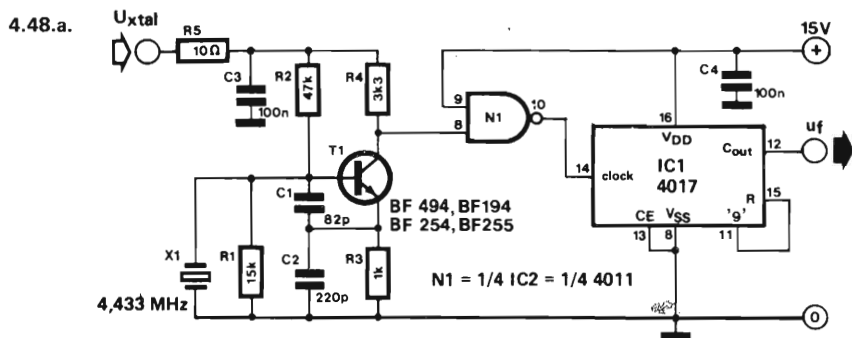 4.48.a.
Uxtal
R5
10Ω
C3
100n
R2
47k
R4
3k3
15V
+
C4
100n
9
8
N1
10
T1
16
VDD
Cout
12
uf
14
clock
IC1
4017
R
15
CE
VSS
'9'
13
8
11
C1
82p
BF 494, BF194
BF 254, BF255
X1
R1
15k
C2
220p
R3
1k
N1 = 1/4 IC2 = 1/4 4011
4,433 MHz
0